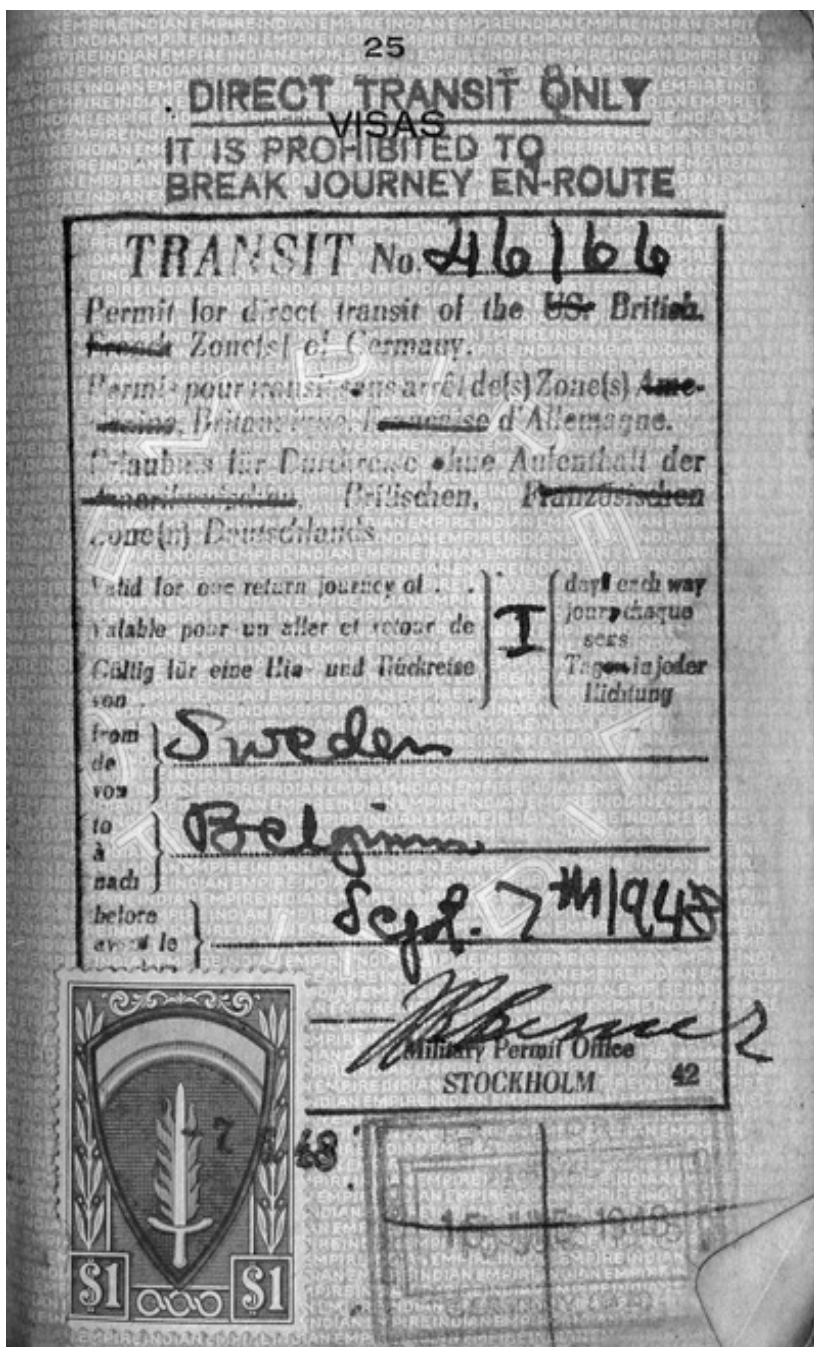 25
DIRECT TRANSIT ONLY
VISAS
IT IS PROHIBITED TO
BREAK JOURNEY EN-ROUTE
TRANSIT No. 46166
Permit for direct transit of the US. British.
French Zone(s) of Germany.
Permis pour transit sans arrêt de(s) Zone(s) Amé-
ricaine, Britannique, Française d'Allemagne.
Erlaubnis für Durchreise ohne Aufenthalt der
Amerikanischen, Britischen, Französischen
Zone(n) Deutschlands
Valid for one return journey of . . I day each way
Valable pour un aller et retour de jours chaque
sens
Gültig für eine Hin- und Rückreise Tagen in jeder
von . . Richtung
from Sweden
de
von
to Belgium
à
nach
before Sept. 7th 1948
avant le
Military Permit Office
STOCKHOLM 42
7 48
$1 $1